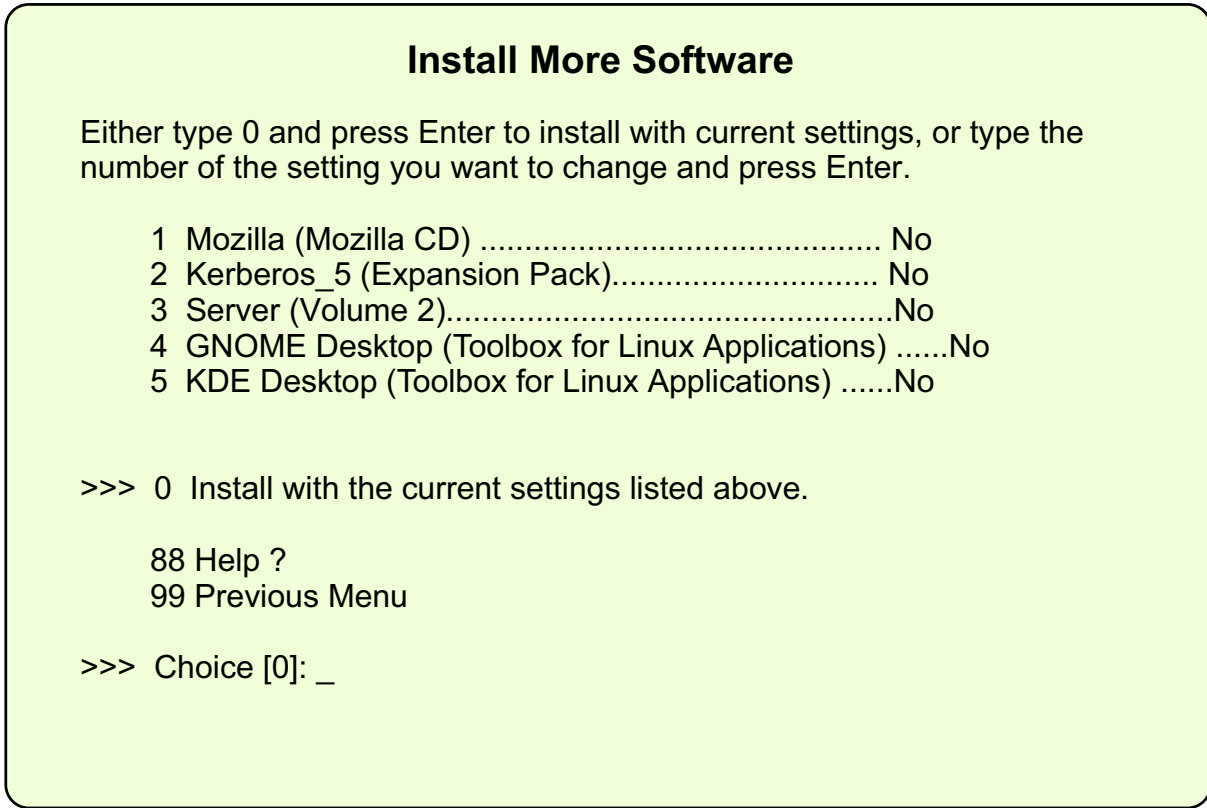 Install More Software
Either type 0 and press Enter to install with current settings, or type the
number of the setting you want to change and press Enter.
1 Mozilla (Mozilla CD) ............................................. No
2 Kerberos_5 (Expansion Pack).............................. No
3 Server (Volume 2)..................................................No
4 GNOME Desktop (Toolbox for Linux Applications) ......No
5 KDE Desktop (Toolbox for Linux Applications) ......No
>>> 0 Install with the current settings listed above.
88 Help ?
99 Previous Menu
>>> Choice [0]: _